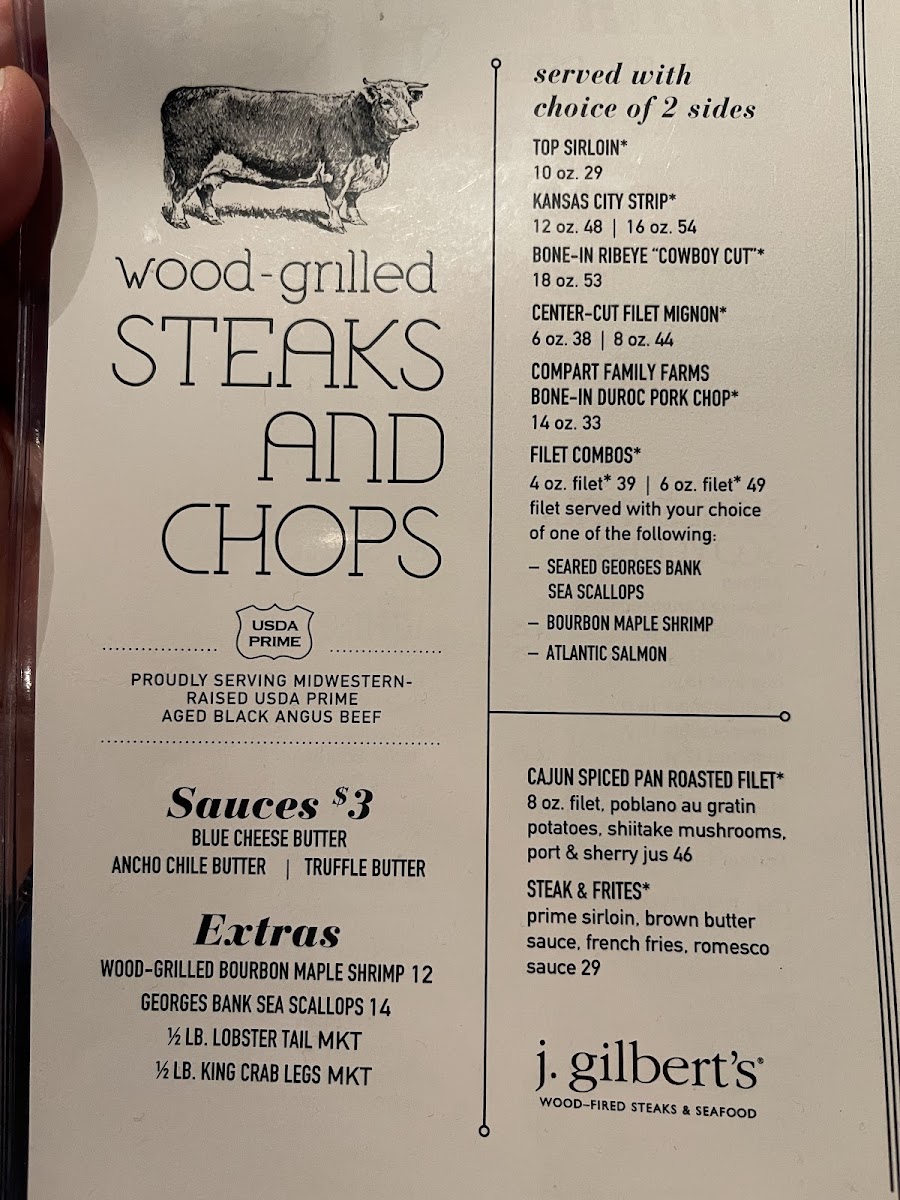 wood-grilled
STEAKS
AND
CHOPS
USDA
PRIME
PROUDLY SERVING MIDWESTERN-
RAISED USDA PRIME
AGED BLACK ANGUS BEEF
Sauces $3
BLUE CHEESE BUTTER
ANCHO CHILE BUTTER | TRUFFLE BUTTER
Extras
WOOD-GRILLED BOURBON MAPLE SHRIMP 12
GEORGES BANK SEA SCALLOPS 14
½ LB. LOBSTER TAIL MKT
½ LB. KING CRAB LEGS MKT
served with
choice of 2 sides
TOP SIRLOIN*
10 oz. 29
KANSAS CITY STRIP*
12 oz. 48 | 16 oz. 54
BONE-IN RIBEYE “COWBOY CUT”*
18 oz. 53
CENTER-CUT FILET MIGNON*
6 oz. 38 | 8 oz. 44
COMPART FAMILY FARMS
BONE-IN DUROC PORK CHOP*
14 oz. 33
FILET COMBOS*
4 oz. filet* 39 | 6 oz. filet* 49
filet served with your choice
of one of the following:
– SEARED GEORGES BANK
SEA SCALLOPS
– BOURBON MAPLE SHRIMP
– ATLANTIC SALMON
CAJUN SPICED PAN ROASTED FILET*
8 oz. filet, poblano au gratin
potatoes, shiitake mushrooms,
port & sherry jus 46
STEAK & FRITES*
prime sirloin, brown butter
sauce, french fries, romesco
sauce 29
j. gilbert’s®
WOOD-FIRED STEAKS & SEAFOOD